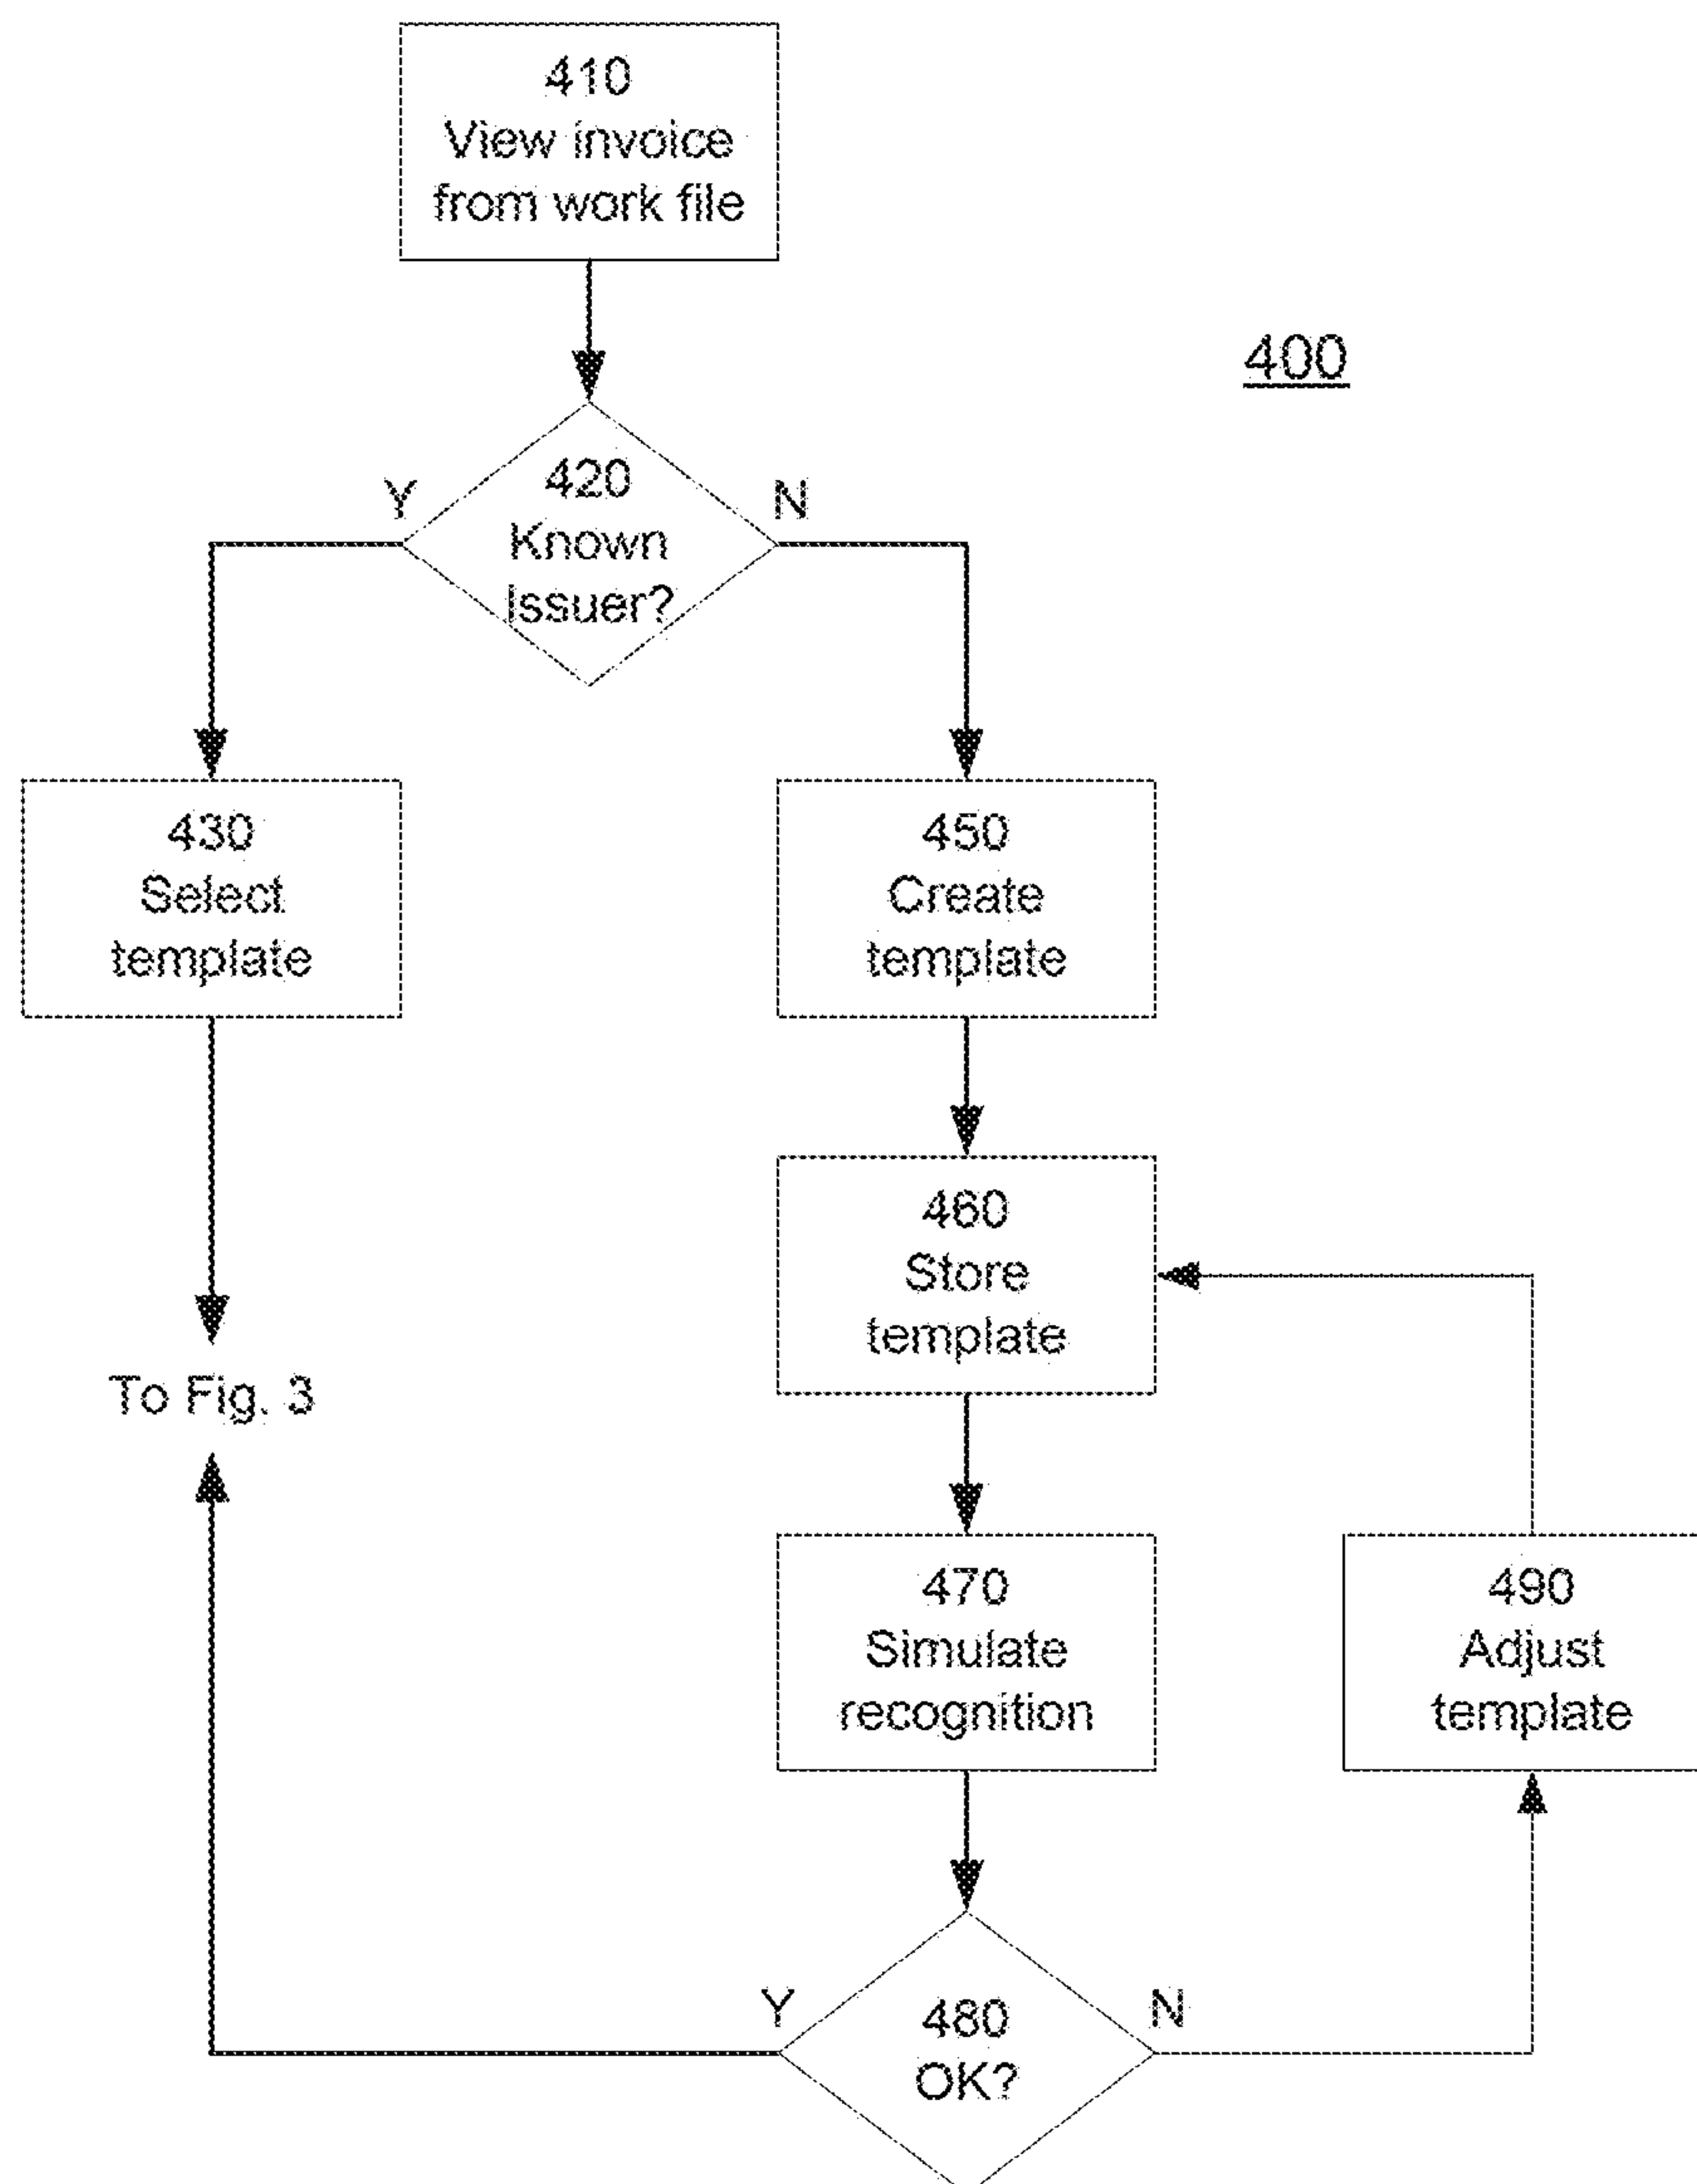 410
View invoice
from work file
400
420
Known
Issuer?
Y
N
430
Select
template
450
Create
template
460
Store
template
To Fig. 3
470
Simulate
recognition
490
Adjust
template
480
OK?
Y
N